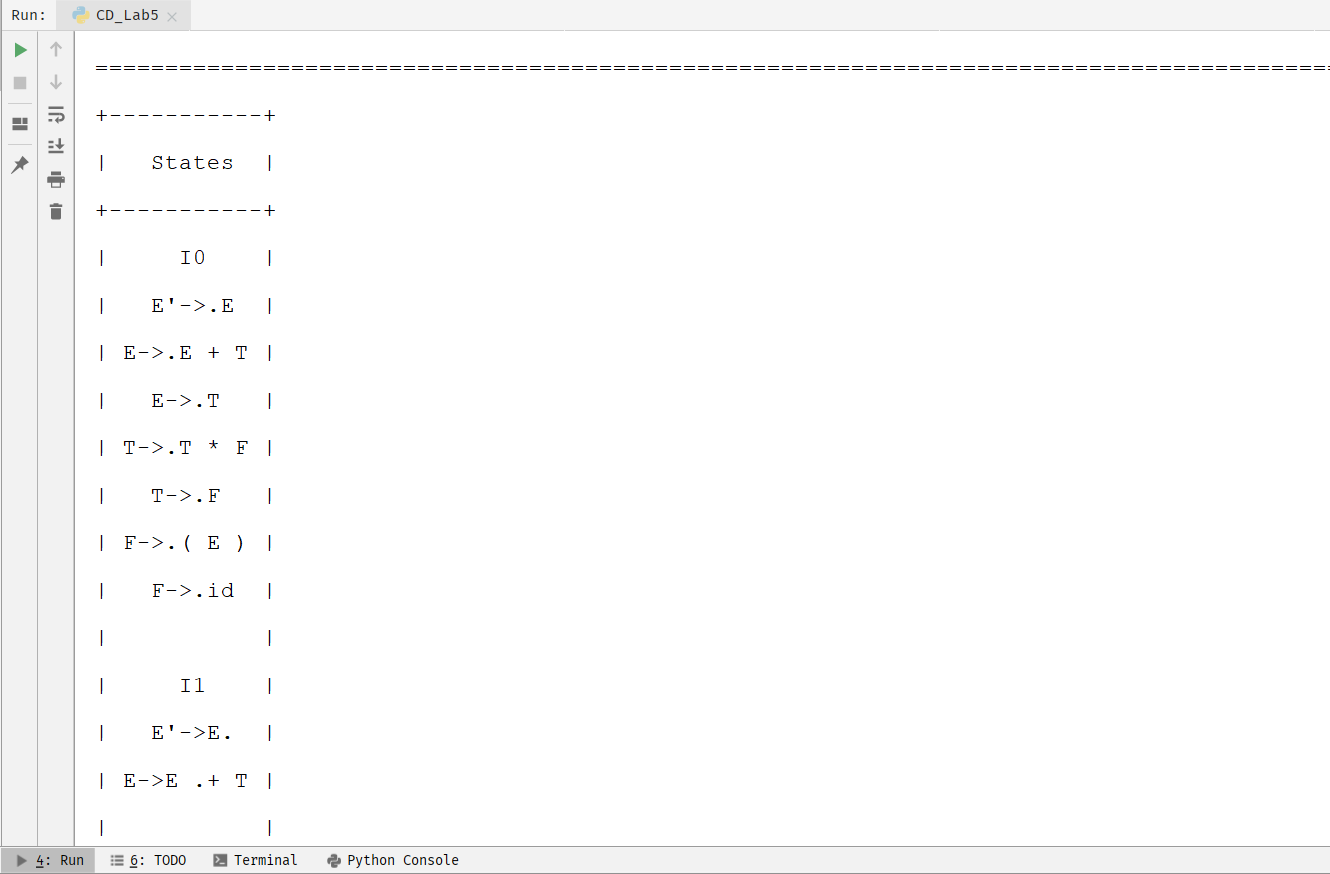 Run: CD_Lab5
=========================================================================================
+-----------+
|   States  |
+-----------+
|     I0    |
|   E'->.E  |
| E->.E + T |
|   E->.T   |
| T->.T * F |
|   T->.F   |
| F->.( E ) |
|   F->.id  |
|           |
|     I1    |
|   E'->E.  |
| E->E .+ T |
|           |
4: Run 6: TODO Terminal Python Console